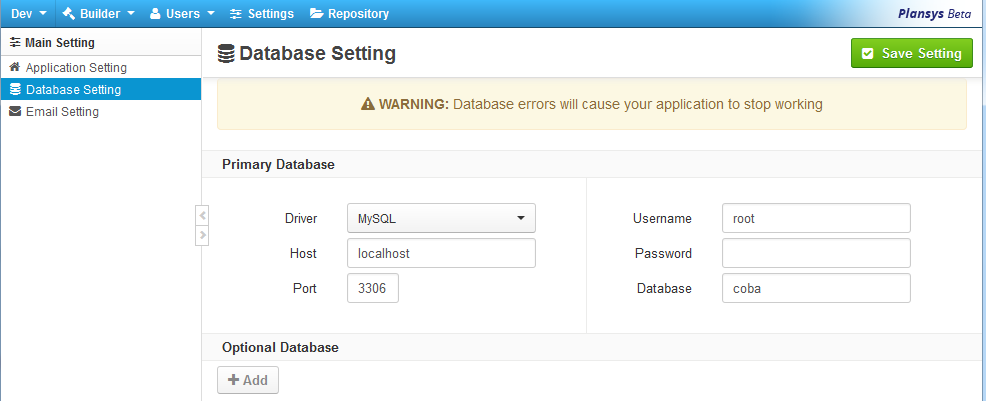 Dev Builder Users Settings Repository Plansys Beta
Main Setting
Application Setting
Database Setting
Email Setting
Database Setting
Save Setting
WARNING: Database errors will cause your application to stop working
Primary Database
Driver MySQL
Host localhost
Port 3306
Username root
Password
Database coba
Optional Database
Add